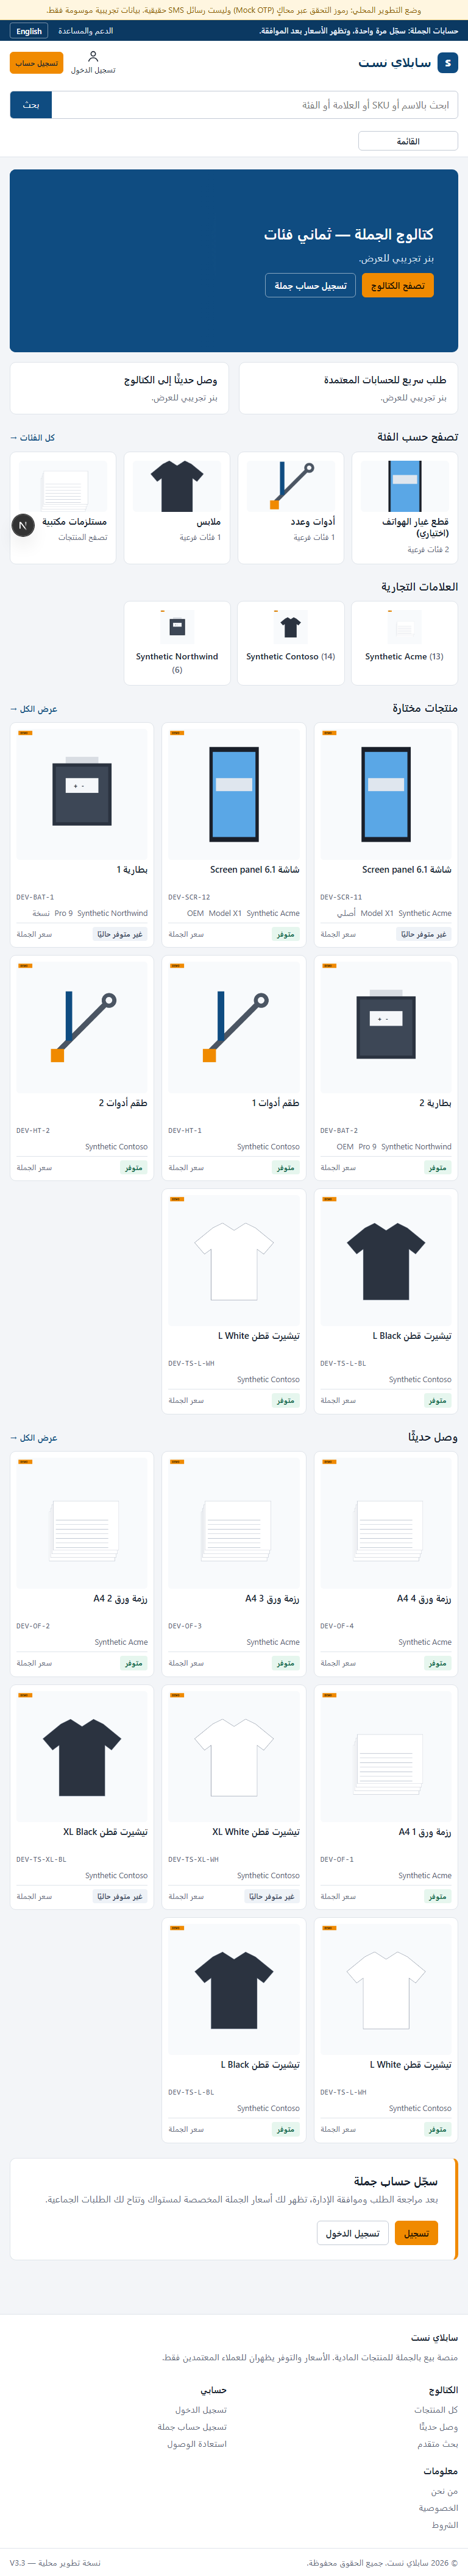 وضع التطوير المحلي: رموز التحقق عبر محاكٍ (Mock OTP) وليست رسائل SMS حقيقية. بيانات تجريبية موسومة فقط.
حسابات الجملة: سجّل مرة واحدة، وتظهر الأسعار بعد الموافقة.
الدعم والمساعدة
English
S
سابلاي نست
تسجيل الدخول
تسجيل حساب
ابحث بالاسم أو SKU أو العلامة أو الفئة
بحث
القائمة
كتالوج الجملة — ثماني فئات
بنر تجريبي للعرض.
تصفح الكتالوج
تسجيل حساب جملة
طلب سريع للحسابات المعتمدة
بنر تجريبي للعرض.
وصل حديثًا إلى الكتالوج
بنر تجريبي للعرض.
تصفح حسب الفئة
كل الفئات →
قطع غيار الهواتف (اختياري)
2 فئات فرعية
أدوات وعدد
1 فئات فرعية
ملابس
1 فئات فرعية
مستلزمات مكتبية
تصفح المنتجات
N
العلامات التجارية
Synthetic Acme (13)
Synthetic Contoso (14)
Synthetic Northwind (6)
منتجات مختارة
عرض الكل →
شاشة Screen panel 6.1
DEV-SCR-11
Synthetic Acme Model X1 أصلي
غير متوفر حاليًا
سعر الجملة
شاشة Screen panel 6.1
DEV-SCR-12
Synthetic Acme Model X1 OEM
متوفر
سعر الجملة
بطارية 1
DEV-BAT-1
Synthetic Northwind Pro 9 نسخة
غير متوفر حاليًا
سعر الجملة
بطارية 2
DEV-BAT-2
Synthetic Northwind Pro 9 OEM
متوفر
سعر الجملة
طقم أدوات 1
DEV-HT-1
Synthetic Contoso
متوفر
سعر الجملة
طقم أدوات 2
DEV-HT-2
Synthetic Contoso
متوفر
سعر الجملة
تيشيرت قطن L Black
DEV-TS-L-BL
Synthetic Contoso
متوفر
سعر الجملة
تيشيرت قطن L White
DEV-TS-L-WH
Synthetic Contoso
متوفر
سعر الجملة
وصل حديثًا
عرض الكل →
رزمة ورق A4 4
DEV-OF-4
Synthetic Acme
متوفر
سعر الجملة
رزمة ورق A4 3
DEV-OF-3
Synthetic Acme
متوفر
سعر الجملة
رزمة ورق A4 2
DEV-OF-2
Synthetic Acme
متوفر
سعر الجملة
رزمة ورق A4 1
DEV-OF-1
Synthetic Acme
متوفر
سعر الجملة
تيشيرت قطن XL White
DEV-TS-XL-WH
Synthetic Contoso
غير متوفر حاليًا
سعر الجملة
تيشيرت قطن XL Black
DEV-TS-XL-BL
Synthetic Contoso
غير متوفر حاليًا
سعر الجملة
تيشيرت قطن L White
DEV-TS-L-WH
Synthetic Contoso
متوفر
سعر الجملة
تيشيرت قطن L Black
DEV-TS-L-BL
Synthetic Contoso
متوفر
سعر الجملة
سجّل حساب جملة
بعد مراجعة الطلب وموافقة الإدارة، تظهر لك أسعار الجملة المخصصة لمستواك وتتاح لك الطلبات الجماعية.
تسجيل
تسجيل الدخول
سابلاي نست
منصة بيع بالجملة للمنتجات المادية. الأسعار والتوفر يظهران للعملاء المعتمدين فقط.
الكتالوج
كل المنتجات
وصل حديثًا
بحث متقدم
حسابي
تسجيل الدخول
تسجيل حساب جملة
استعادة الوصول
معلومات
من نحن
الخصوصية
الشروط
© 2026 سابلاي نست. جميع الحقوق محفوظة.
نسخة تطوير محلية — V3.3